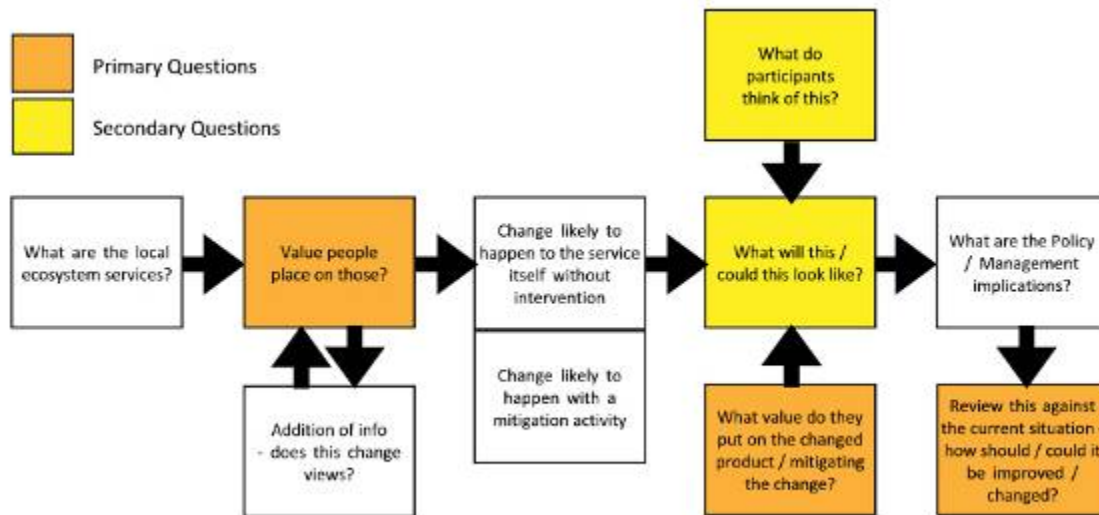 Primary Questions
Secondary Questions
What do
participants
think of this?
What are the local
ecosystem services?
Value people
place on those?
Change likely to
happen to the service
itself without
intervention
What will this /
could this look like?
What are the Policy
/ Management
implications?
Addition of info
- does this change
views?
Change likely to
happen with a
mitigation activity
What value do they
put on the changed
product / mitigating
the change?
Review this against
the current situation -
how should / could it
be improved /
changed?